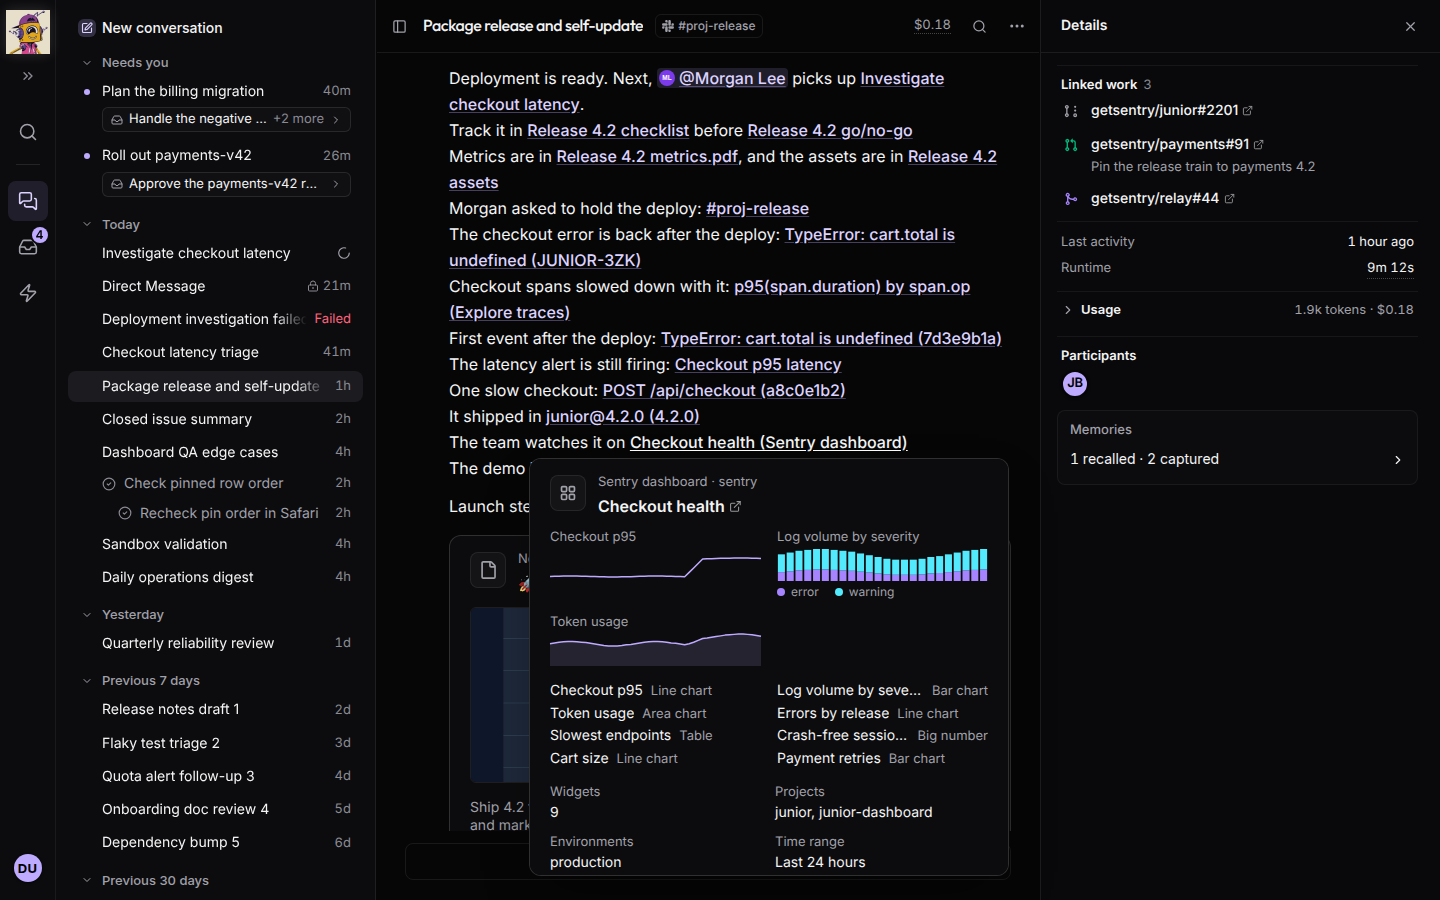 New conversation
Needs you
Plan the billing migration 40m
Handle the negative ... +2 more
Roll out payments-v42 26m
Approve the payments-v42 r...
Today
Investigate checkout latency
Direct Message 21m
Deployment investigation failed Failed
Checkout latency triage 41m
Package release and self-update 1h
Closed issue summary 2h
Dashboard QA edge cases 4h
Check pinned row order 2h
Recheck pin order in Safari 2h
Sandbox validation 4h
Daily operations digest 4h
Yesterday
Quarterly reliability review 1d
Previous 7 days
Release notes draft 1 2d
Flaky test triage 2 3d
Quota alert follow-up 3 4d
Onboarding doc review 4 5d
Dependency bump 5 6d
Previous 30 days
4
DU
Package release and self-update #proj-release $0.18
Deployment is ready. Next, ML @Morgan Lee picks up Investigate
checkout latency.
Track it in Release 4.2 checklist before Release 4.2 go/no-go
Metrics are in Release 4.2 metrics.pdf, and the assets are in Release 4.2
assets
Morgan asked to hold the deploy: #proj-release
The checkout error is back after the deploy: TypeError: cart.total is
undefined (JUNIOR-3ZK)
Checkout spans slowed down with it: p95(span.duration) by span.op
(Explore traces)
First event after the deploy: TypeError: cart.total is undefined (7d3e9b1a)
The latency alert is still firing: Checkout p95 latency
One slow checkout: POST /api/checkout (a8c0e1b2)
It shipped in junior@4.2.0 (4.2.0)
The team watches it on Checkout health (Sentry dashboard)
The demo
Launch ste
Ship 4.2
and mark
Sentry dashboard · sentry
Checkout health
Checkout p95
Log volume by severity
error warning
Token usage
Checkout p95 Line chart
Log volume by seve... Bar chart
Token usage Area chart
Errors by release Line chart
Slowest endpoints Table
Crash-free sessio... Big number
Cart size Line chart
Payment retries Bar chart
Widgets
9
Projects
junior, junior-dashboard
Environments
production
Time range
Last 24 hours
Details
Linked work 3
getsentry/junior#2201
getsentry/payments#91
Pin the release train to payments 4.2
getsentry/relay#44
Last activity 1 hour ago
Runtime 9m 12s
Usage 1.9k tokens · $0.18
Participants
JB
Memories
1 recalled · 2 captured